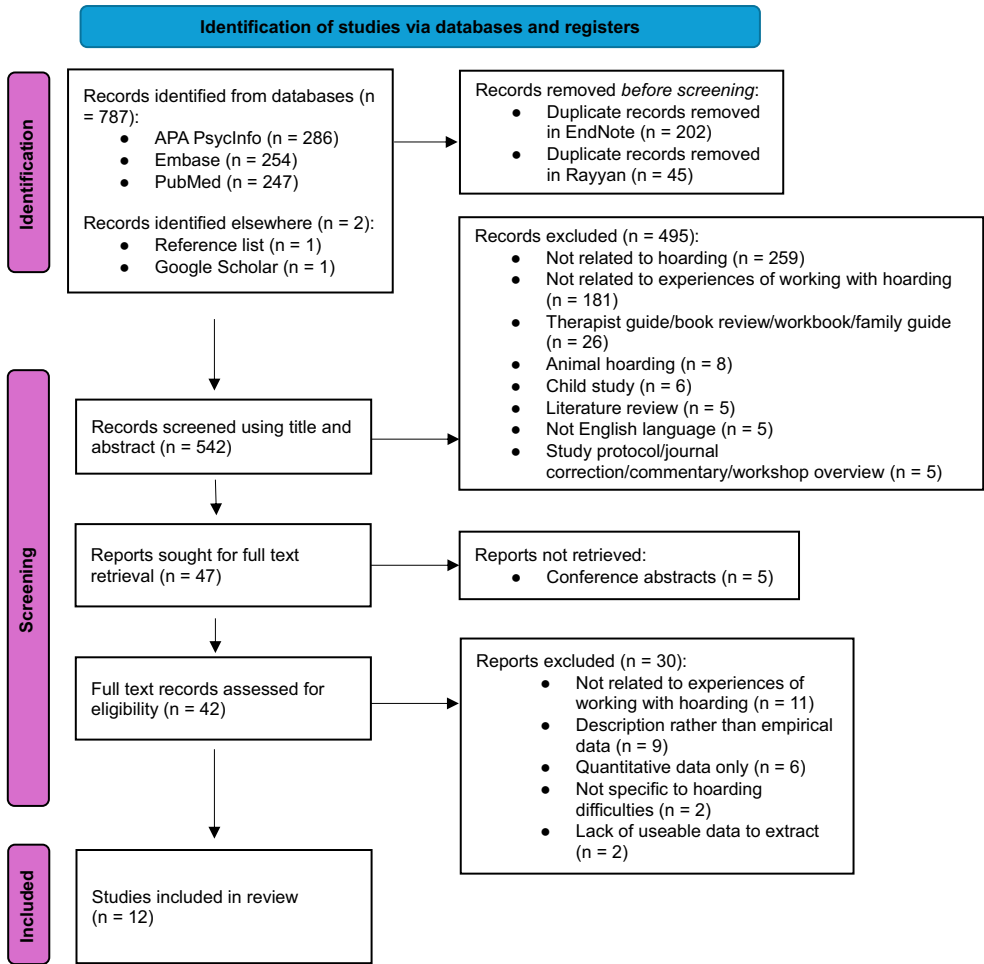 Identification of studies via databases and registers
Identification
Records identified from databases (n
= 787):
● APA PsycInfo (n = 286)
● Embase (n = 254)
● PubMed (n = 247)
Records identified elsewhere (n = 2):
● Reference list (n = 1)
● Google Scholar (n = 1)
Records removed before screening:
● Duplicate records removed
in EndNote (n = 202)
● Duplicate records removed
in Rayyan (n = 45)
Screening
Records screened using title and
abstract (n = 542)
Records excluded (n = 495):
● Not related to hoarding (n = 259)
● Not related to experiences of working with hoarding
(n = 181)
● Therapist guide/book review/workbook/family guide
(n = 26)
● Animal hoarding (n = 8)
● Child study (n = 6)
● Literature review (n = 5)
● Not English language (n = 5)
● Study protocol/journal
correction/commentary/workshop overview (n = 5)
Reports sought for full text
retrieval (n = 47)
Reports not retrieved:
● Conference abstracts (n = 5)
Full text records assessed for
eligibility (n = 42)
Reports excluded (n = 30):
● Not related to experiences of
working with hoarding (n = 11)
● Description rather than empirical
data (n = 9)
● Quantitative data only (n = 6)
● Not specific to hoarding
difficulties (n = 2)
● Lack of useable data to extract
(n = 2)
Included
Studies included in review
(n = 12)